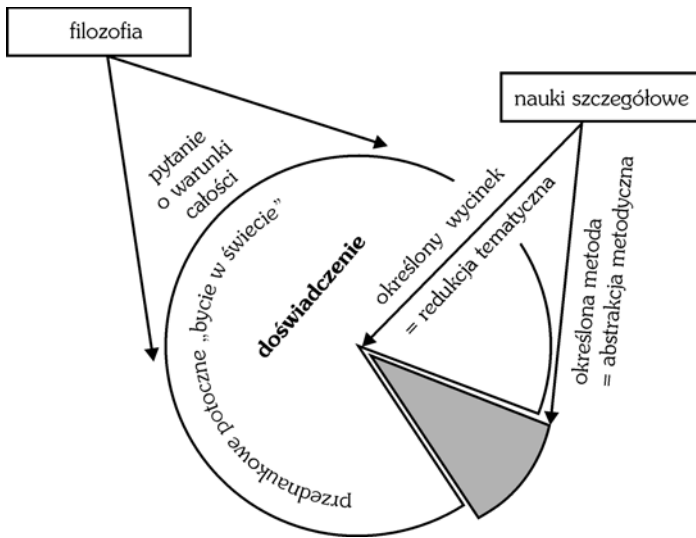 filozofia
nauki szczegółowe
pytanie
o warunki
całości
określony wycinek
= redukcja tematyczna
określona metoda
= abstrakcja metodyczna
doświadczenie
przednaukowe potoczne „bycie w świecie”